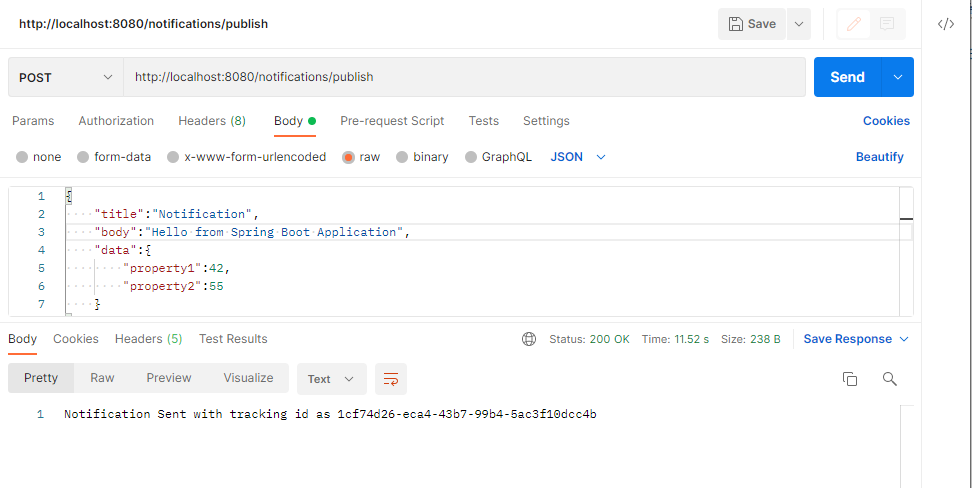 http://localhost:8080/notifications/publish
Save
POST
http://localhost:8080/notifications/publish
Send
Params Authorization Headers (8) Body Pre-request Script Tests Settings Cookies
none form-data x-www-form-urlencoded raw binary GraphQL JSON Beautify
1 {
2 "title":"Notification",
3 "body":"Hello from Spring Boot Application",
4 "data":{
5 "property1":42,
6 "property2":55
7 }
Body Cookies Headers (5) Test Results Status: 200 OK Time: 11.52 s Size: 238 B Save Response
Pretty Raw Preview Visualize Text
1 Notification Sent with tracking id as 1cf74d26-eca4-43b7-99b4-5ac3f10dcc4b